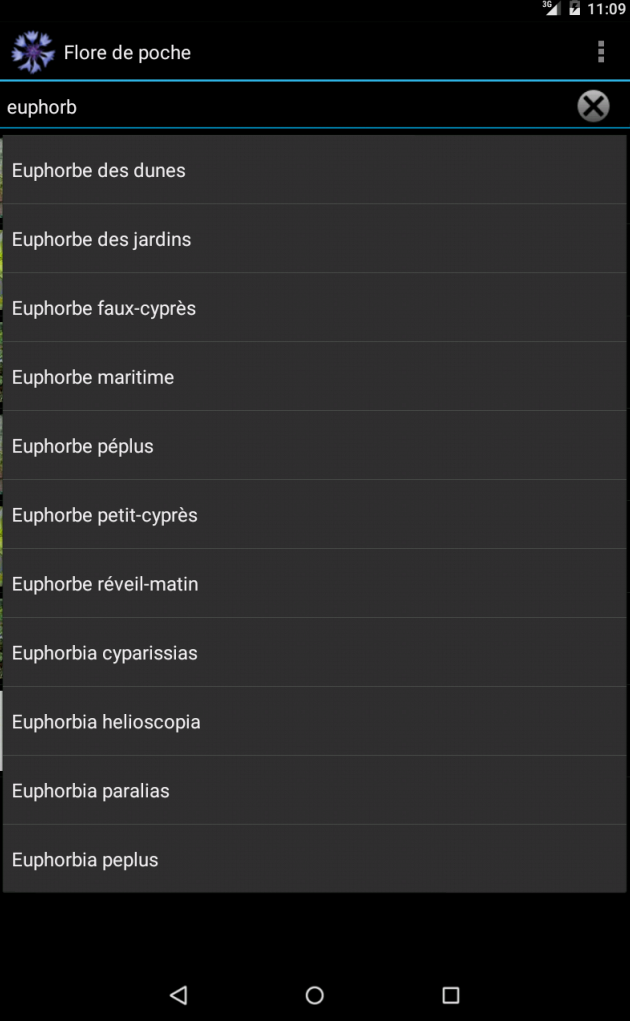 3G 11:09
Flore de poche
euphorb
Euphorbe des dunes
Euphorbe des jardins
Euphorbe faux-cyprès
Euphorbe maritime
Euphorbe péplus
Euphorbe petit-cyprès
Euphorbe réveil-matin
Euphorbia cyparissias
Euphorbia helioscopia
Euphorbia paralias
Euphorbia peplus